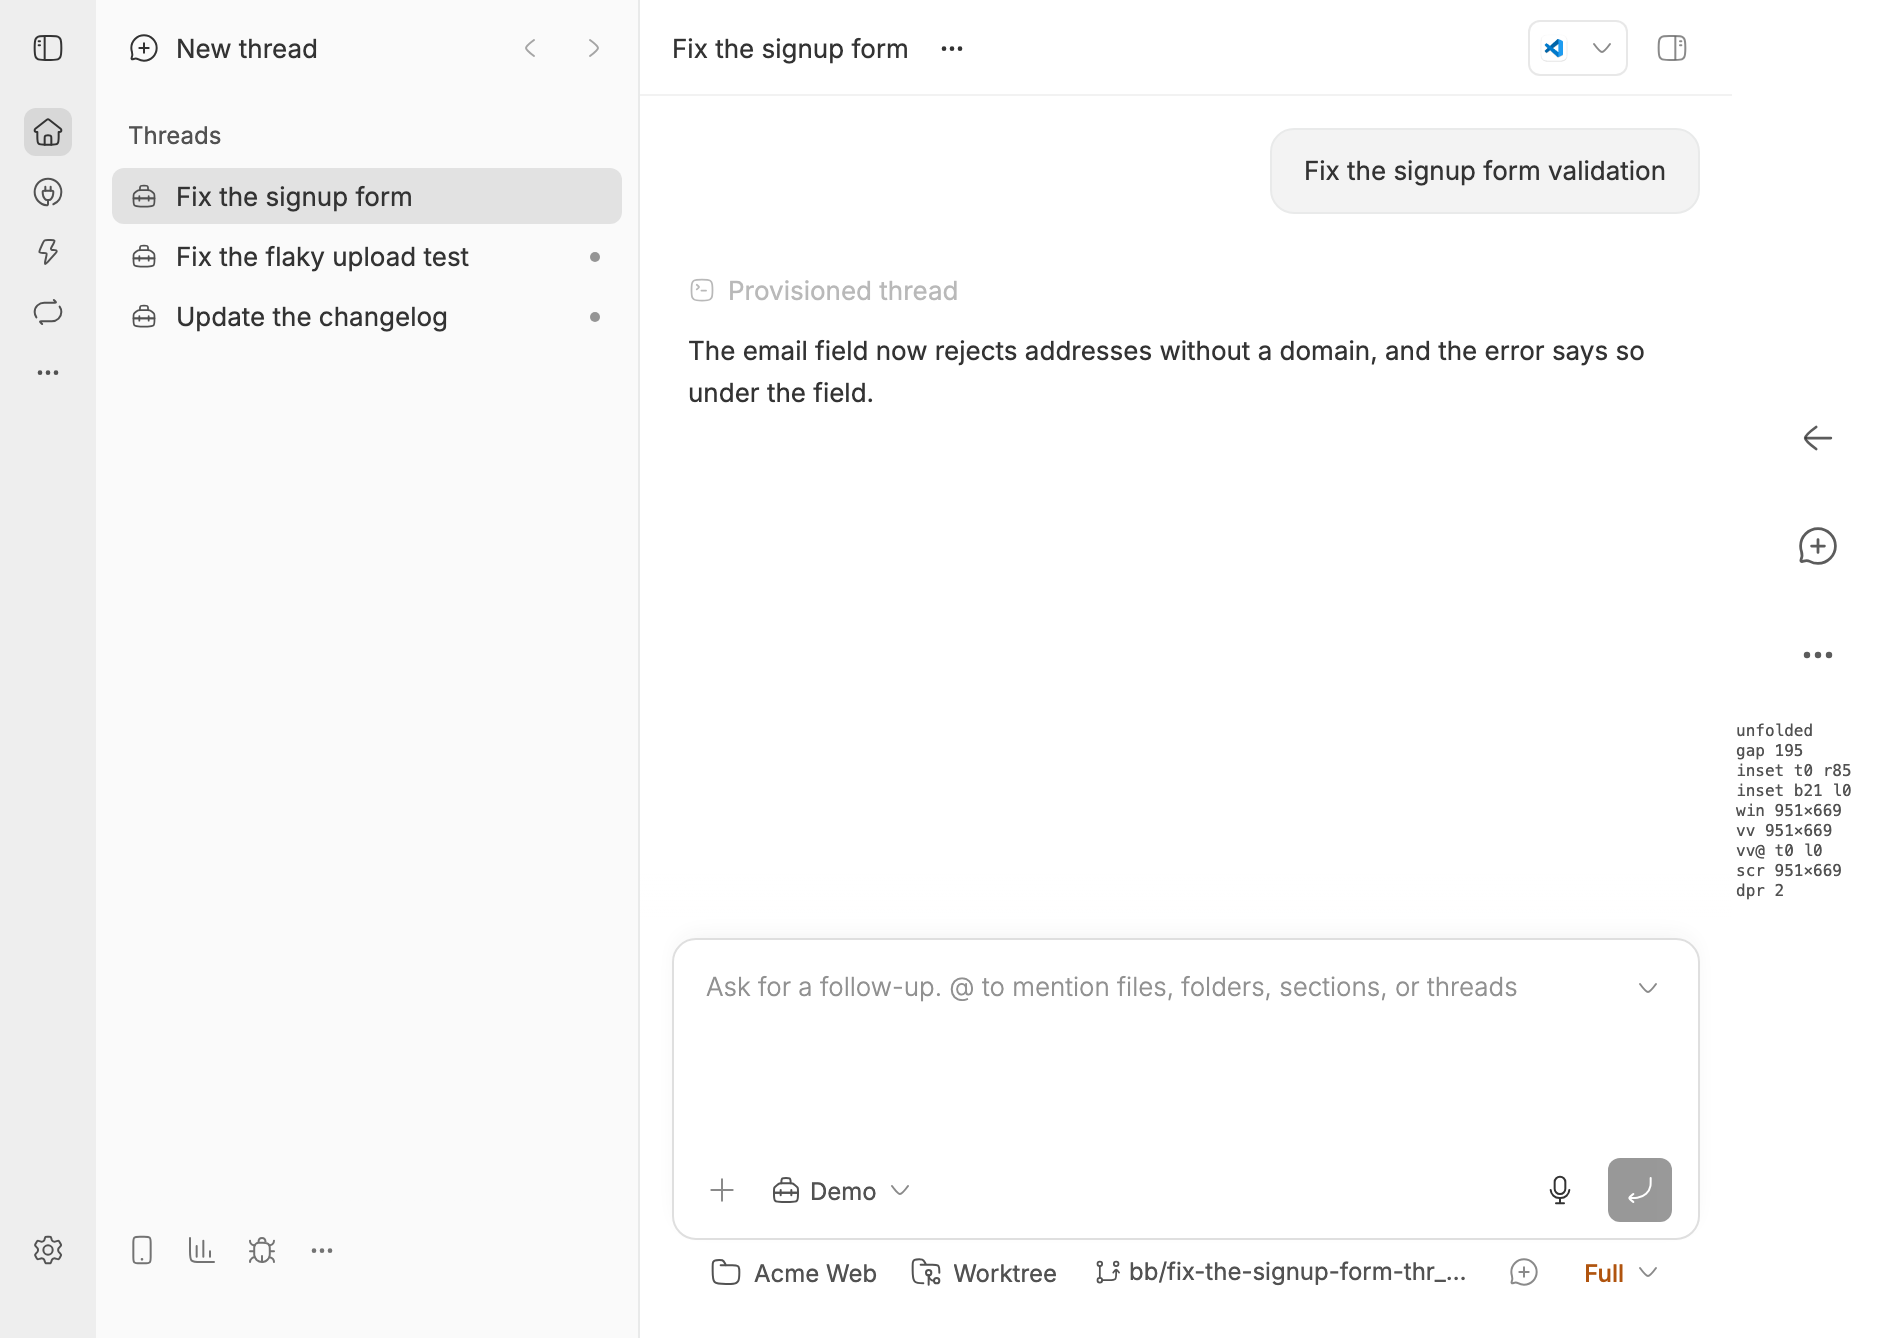 New thread
Threads
Fix the signup form
Fix the flaky upload test
Update the changelog
Fix the signup form
Fix the signup form validation
Provisioned thread
The email field now rejects addresses without a domain, and the error says so
under the field.
unfolded
gap 195
inset t0 r85
inset b21 l0
win 951×669
vv 951×669
vv@ t0 l0
scr 951×669
dpr 2
Ask for a follow-up. @ to mention files, folders, sections, or threads
Demo
Acme Web
Worktree
bb/fix-the-signup-form-thr_...
Full